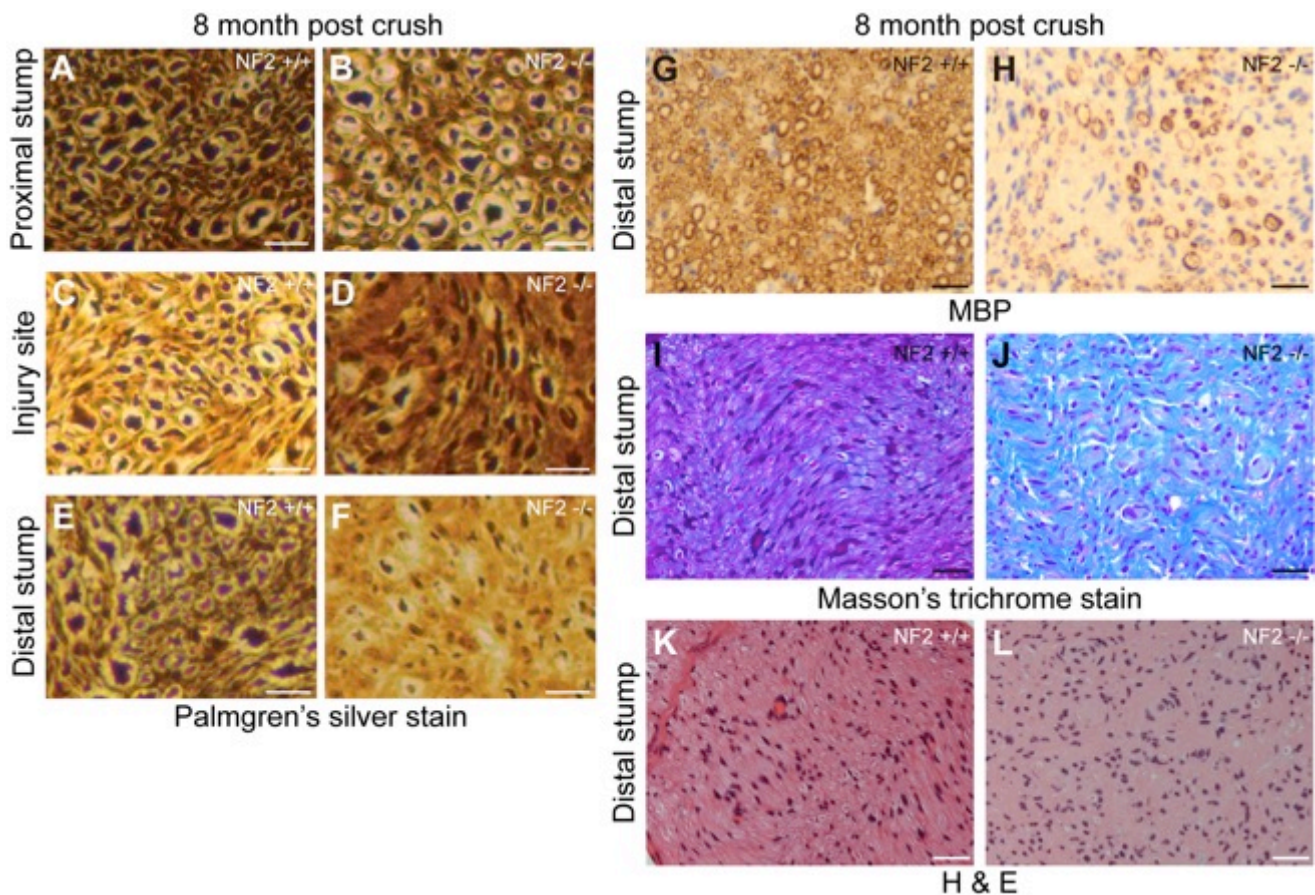 8 month post crush
Proximal stump
A NF2 +/+
B NF2 -/-
Injury site
C NF2 +/+
D NF2 -/-
Distal stump
E NF2 +/+
F NF2 -/-
Palmgren's silver stain
8 month post crush
Distal stump
G NF2 +/+
H NF2 -/-
MBP
Distal stump
I NF2 +/+
J NF2 -/-
Masson's trichrome stain
Distal stump
K NF2 +/+
L NF2 -/-
H & E